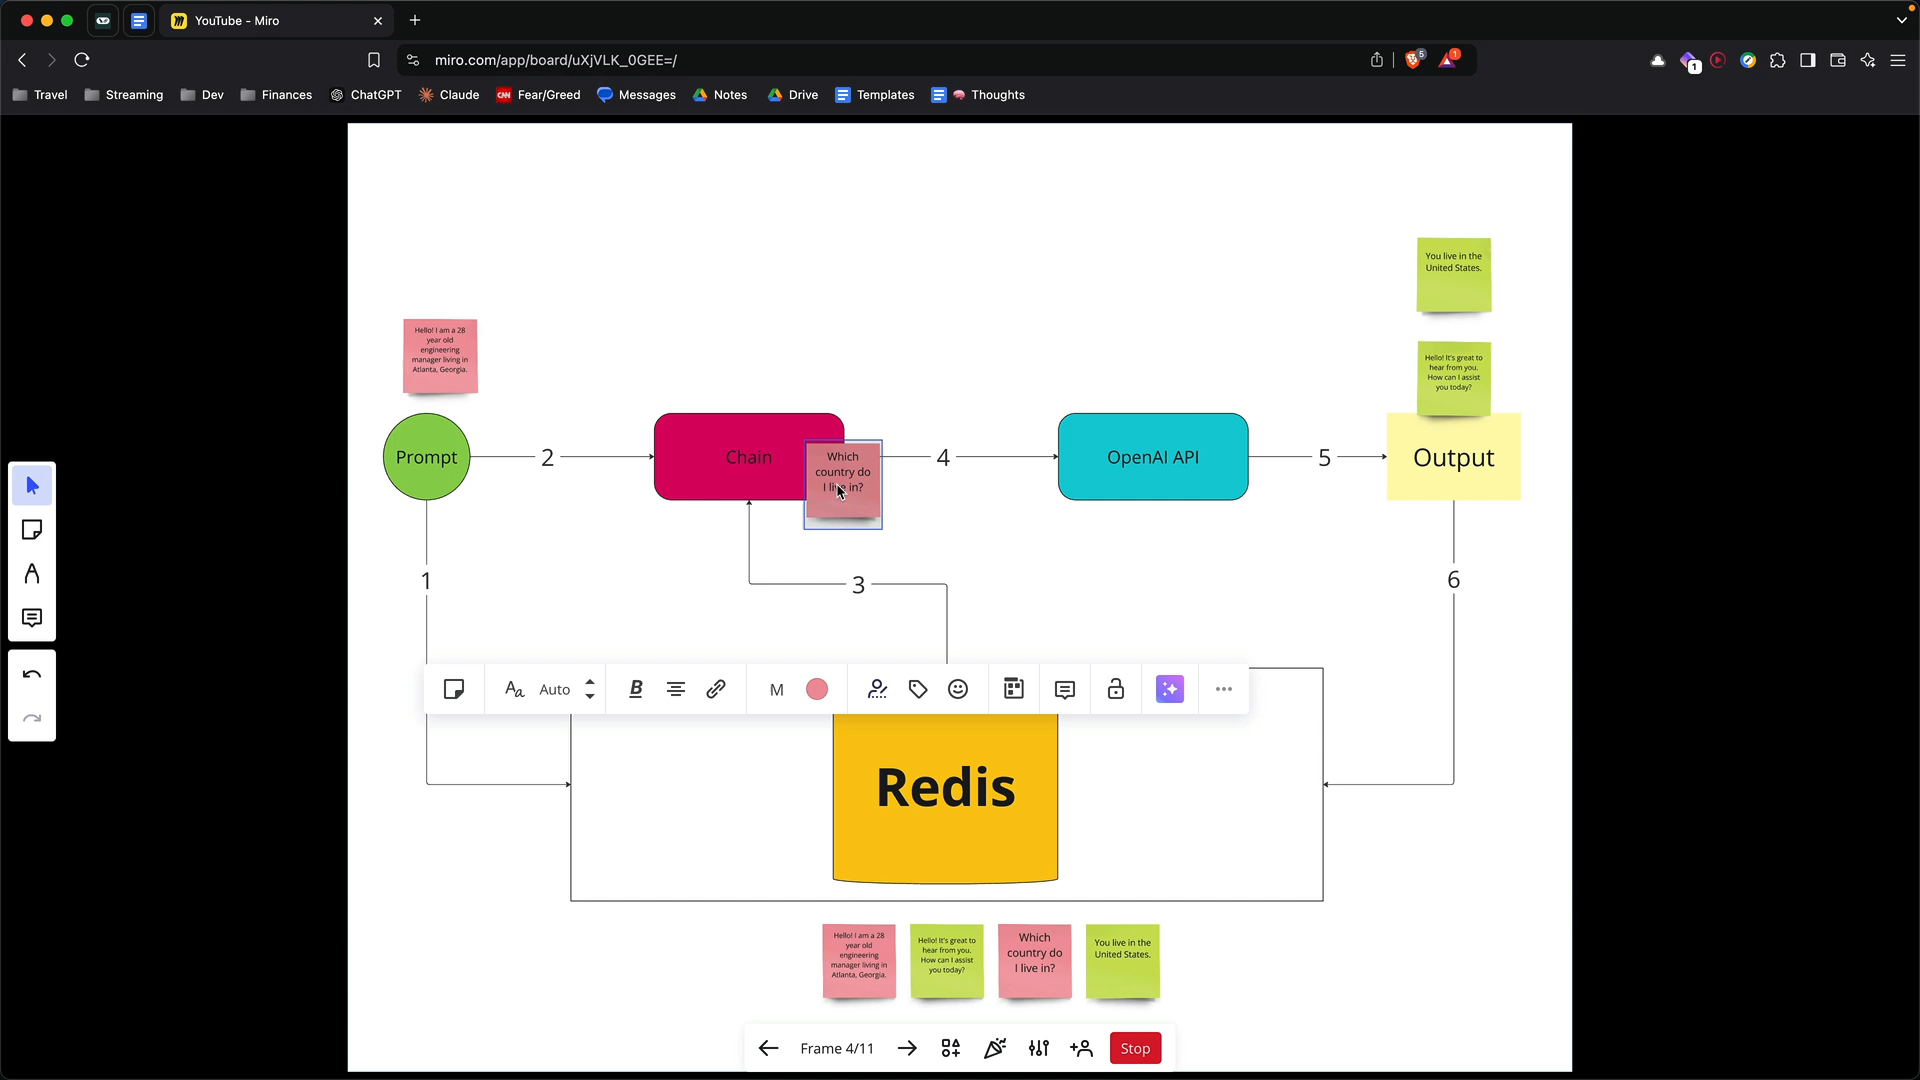 YouTube - Miro
miro.com/app/board/uXjVLK_0GEE=/
5
1
1
Travel
Streaming
Dev
Finances
ChatGPT
Claude
CNN
Fear/Greed
Messages
Notes
Drive
Templates
Thoughts
You live in the
United States.
Hello! I am a 28
year old
engineering
manager living in
Atlanta, Georgia.
Hello! It's great to
hear from you.
How can I assist
you today?
Prompt
2
Chain
Which
country do
I live in?
4
OpenAI API
5
Output
1
3
6
Aa
Auto
B
M
Redis
Hello! I am a 28
year old
engineering
manager living in
Atlanta, Georgia.
Hello! It's great to
hear from you.
How can I assist
you today?
Which
country do
I live in?
You live in the
United States.
Frame 4/11
Stop